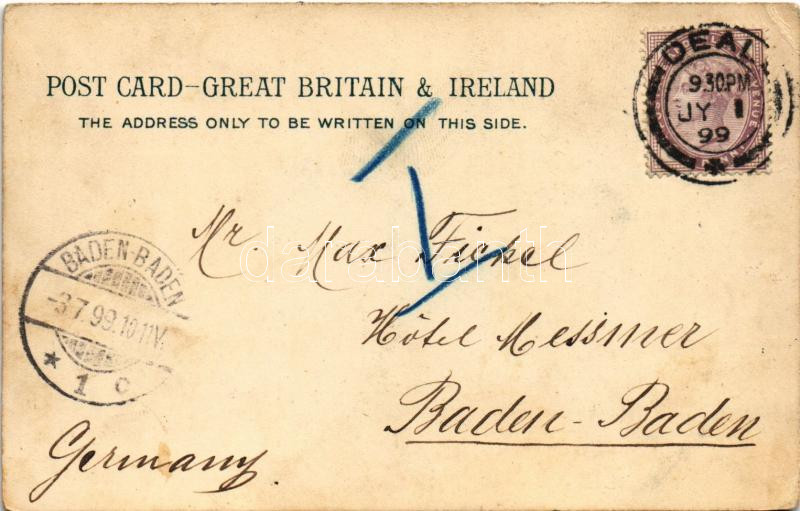 POST CARD–GREAT BRITAIN & IRELAND
THE ADDRESS ONLY TO BE WRITTEN ON THIS SIDE.
DEAL
9.30PM
JY 1
99
BADEN-BADEN
-3.7.99.10-11V.
* 1 c
Mr. Max Fickel
Hôtel Messmer
Baden-Baden
Germany.
darabanth